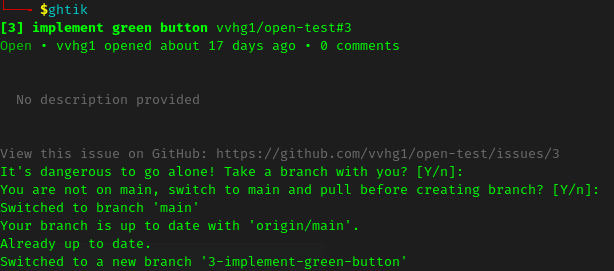 $ghtik
[3] implement green button vvhg1/open-test#3
Open • vvhg1 opened about 17 days ago • 0 comments
No description provided
View this issue on GitHub: https://github.com/vvhg1/open-test/issues/3
It's dangerous to go alone! Take a branch with you? [Y/n]:
You are not on main, switch to main and pull before creating branch? [Y/n]:
Switched to branch 'main'
Your branch is up to date with 'origin/main'.
Already up to date.
Switched to a new branch '3-implement-green-button'